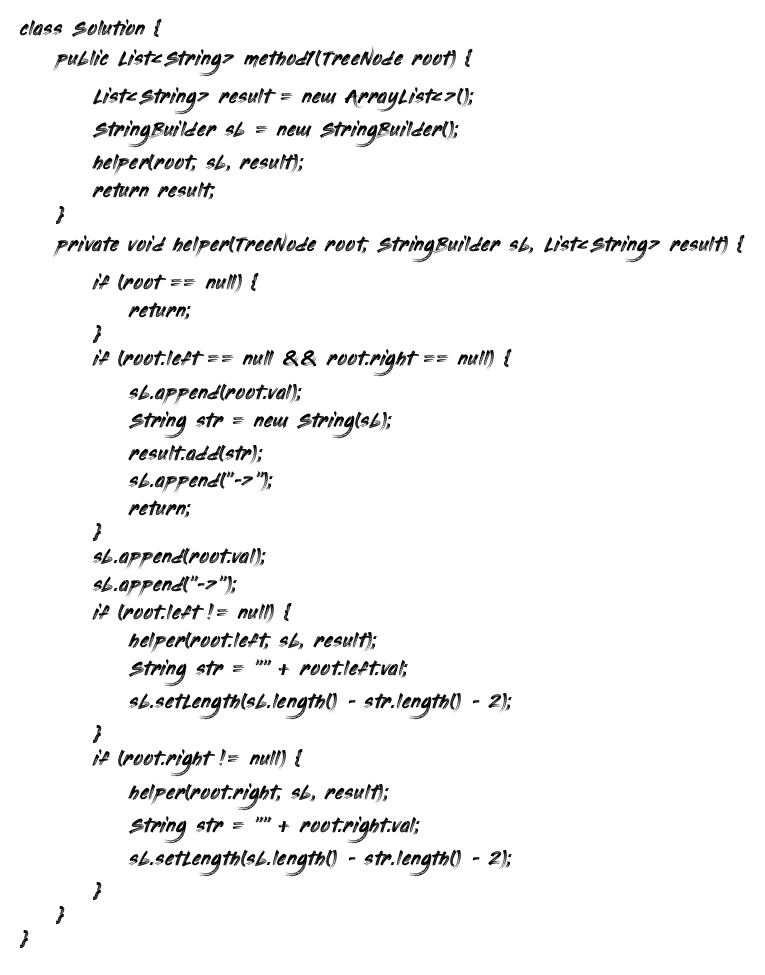 class Solution {
public List<String> method1(TreeNode root) {
List<String> result = new ArrayList<>();
StringBuilder sb = new StringBuilder();
helper(root, sb, result);
return result;
}
private void helper(TreeNode root, StringBuilder sb, List<String> result) {
if (root == null) {
return;
}
if (root.left == null && root.right == null) {
sb.append(root.val);
String str = new String(sb);
result.add(str);
sb.append("->");
return;
}
sb.append(root.val);
sb.append("->");
if (root.left != null) {
helper(root.left, sb, result);
String str = "" + root.left.val;
sb.setLength(sb.length() - str.length() - 2);
}
if (root.right != null) {
helper(root.right, sb, result);
String str = "" + root.right.val;
sb.setLength(sb.length() - str.length() - 2);
}
}
}